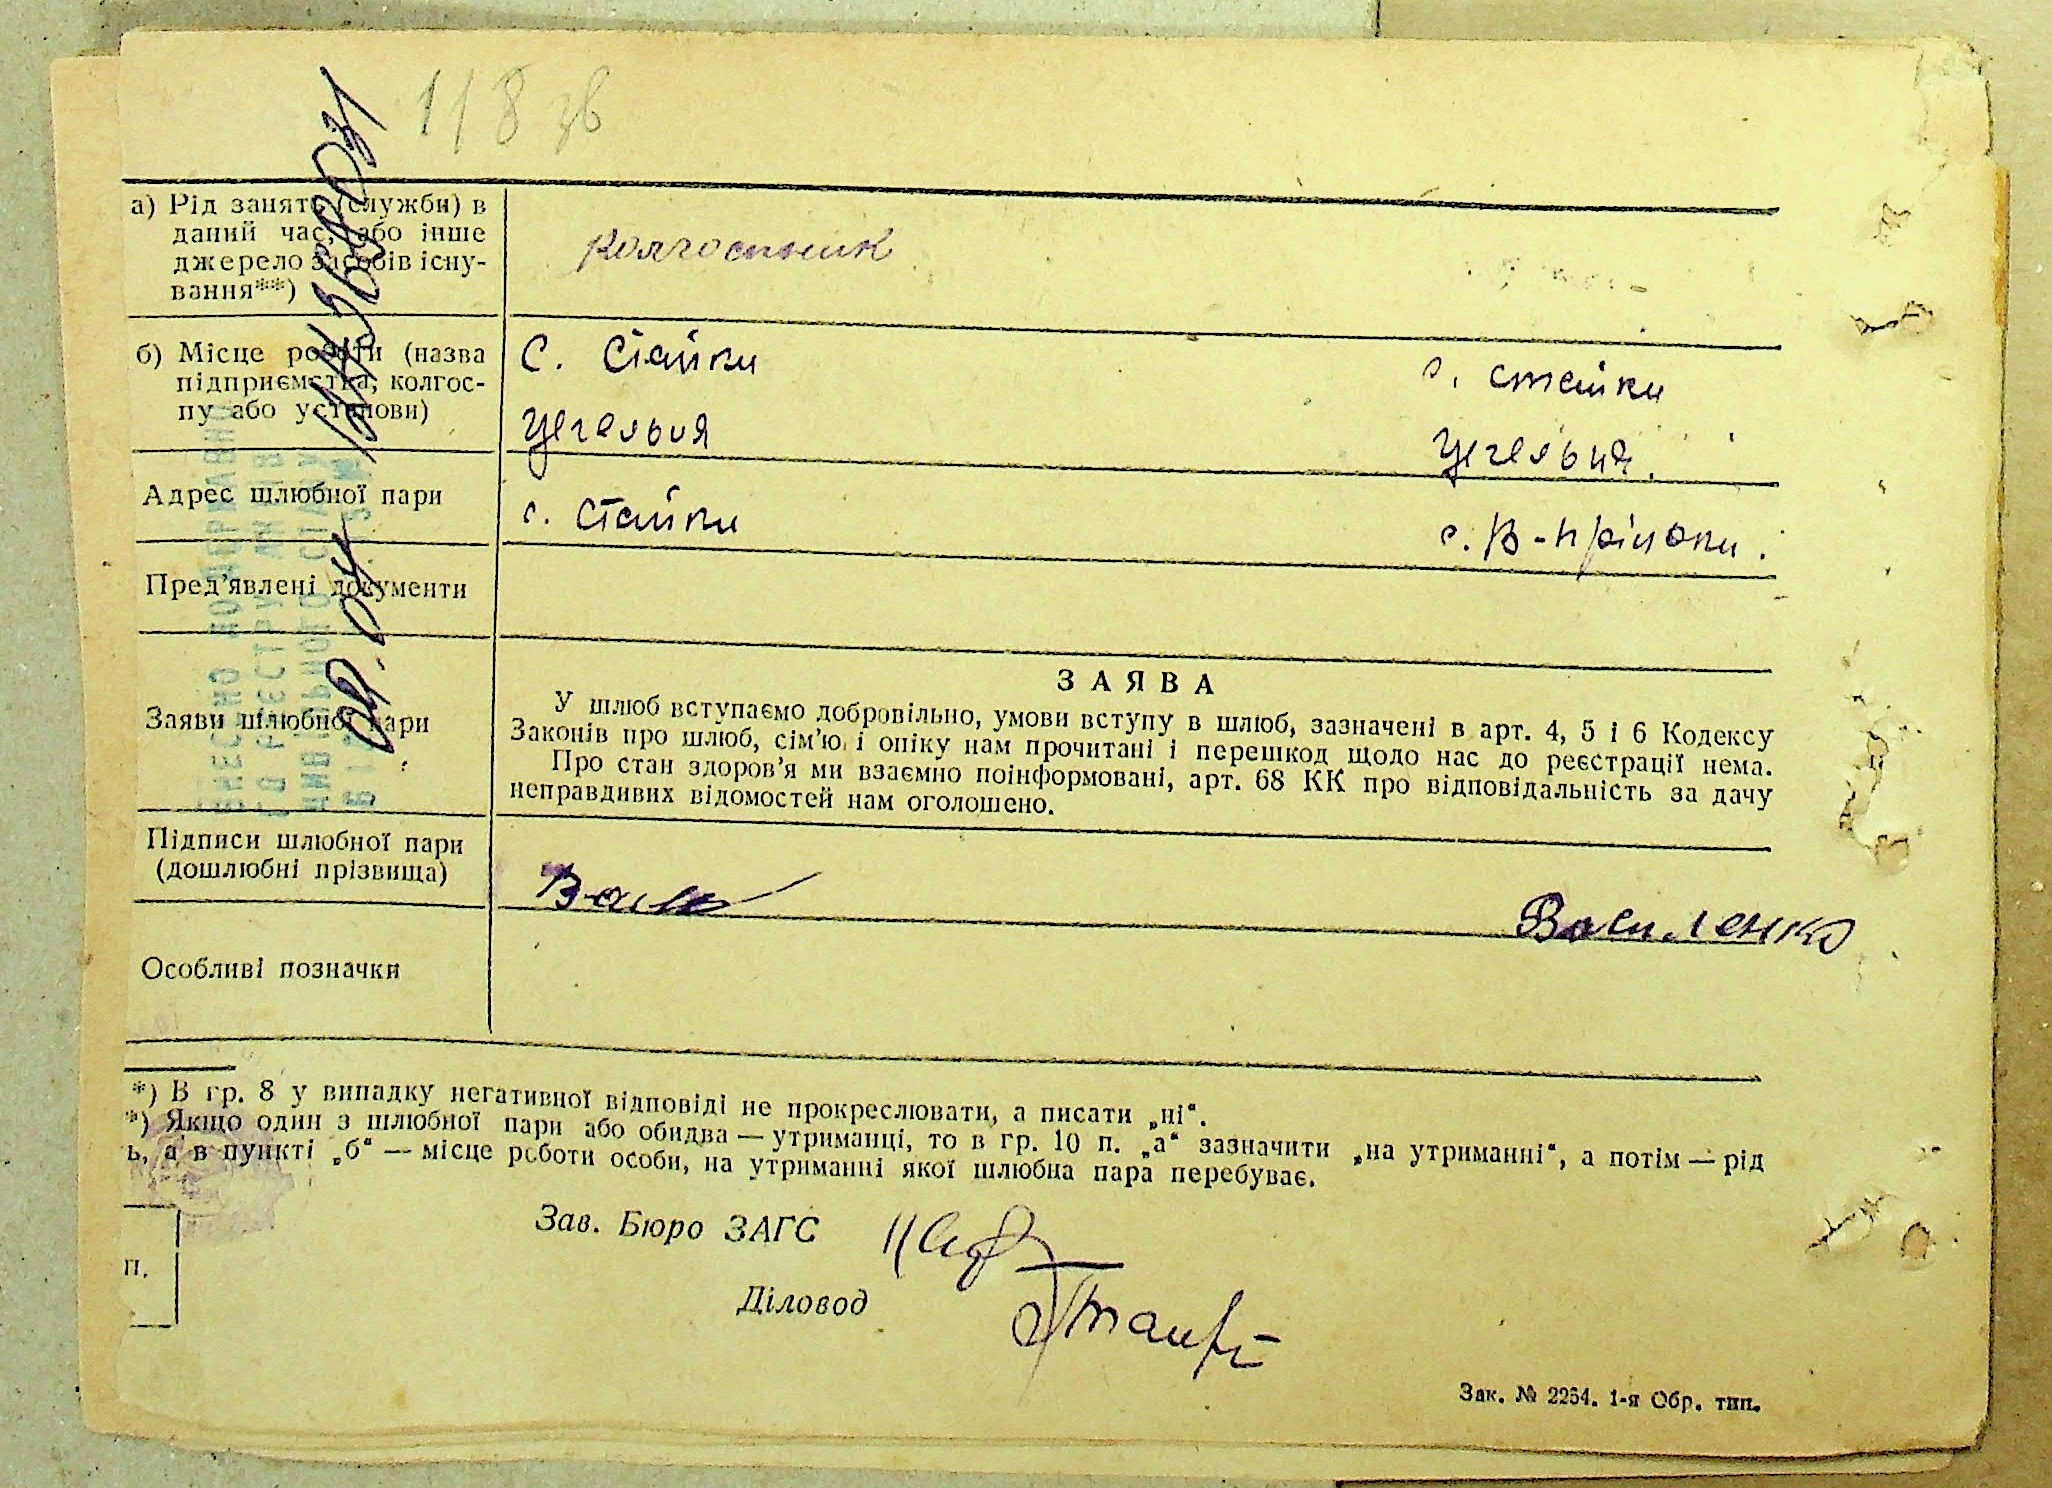 118 зв
а) Рід занять (служби) в
даний час, або інше
джерело засобів існу-
вання**)
колгоспник
б) Місце роботи (назва
підприємства, колгос-
пу або установи)
С. Стайки
с. Стайки
Цегельня
Цегельня.
Адрес шлюбної пари
с. Стайки
Пред'явлені документи
Заяви шлюбної пари
ЗАЯВА
У шлюб вступаємо добровільно, умови вступу в шлюб, зазначені в арт. 4, 5 і 6 Кодексу
Законів про шлюб, сім'ю і опіку нам прочитані і перешкод щодо нас до реєстрації нема.
Про стан здоров'я ми взаємно поінформовані, арт. 68 КК про відповідальність за дачу
неправдивих відомостей нам оголошено.
Підписи шлюбної пари
(дошлюбні прізвища)
Василенко
Особливі позначки
*) В гр. 8 у випадку негативної відповіді не прокреслювати, а писати „ні“.
*) Якщо один з шлюбної пари або обидва — утриманці, то в гр. 10 п. „а“ зазначити „на утриманні“, а потім — рід
ь, а в пункті „б“ — місце роботи особи, на утриманні якої шлюбна пара перебуває.
Зав. Бюро ЗАГС
п.
Діловод
Зак. № 2254. 1-я Обр. тип.